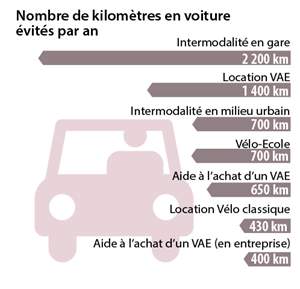 Nombre de kilomètres en voiture
évités par an
Intermodalité en gare
2 200 km
Location VAE
1 400 km
Intermodalité en milieu urbain
700 km
Vélo-Ecole
700 km
Aide à l'achat d'un VAE
650 km
Location Vélo classique
430 km
Aide à l'achat d'un VAE (en entreprise)
400 km